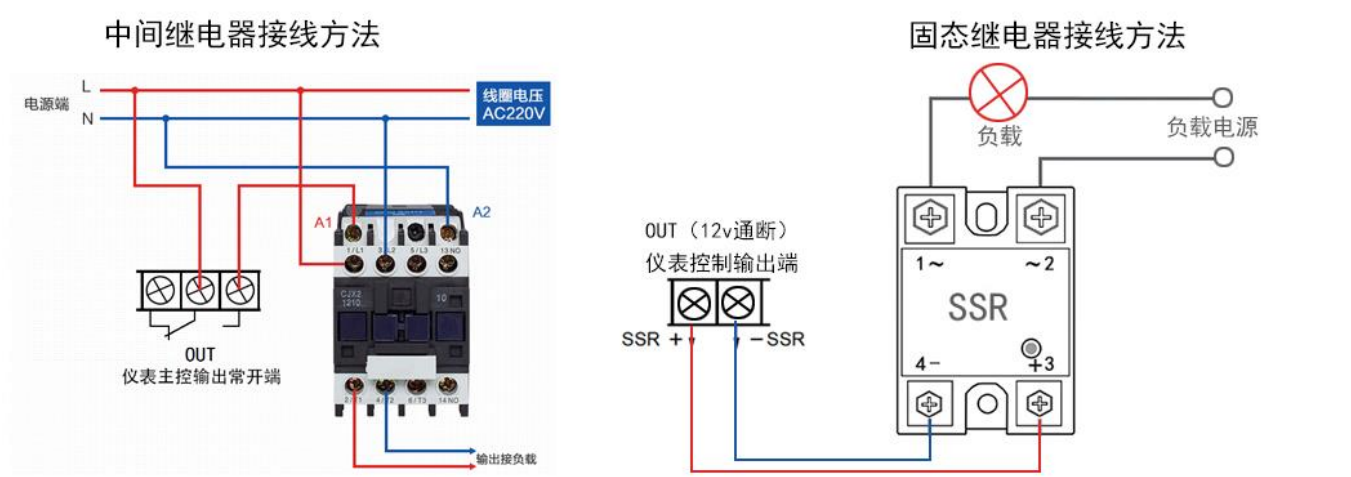 中间继电器接线方法
L
电源端
N
线圈电压
AC220V
A1
A2
1/L1
3/L2
5/L3
13NO
CJX2
1210
10
OUT
仪表主控输出常开端
2/T1
4/T2
6/T3
14NO
输出接负载
固态继电器接线方法
负载
负载电源
OUT（12v通断）
仪表控制输出端
SSR +
-SSR
1~
~2
SSR
4-
+3